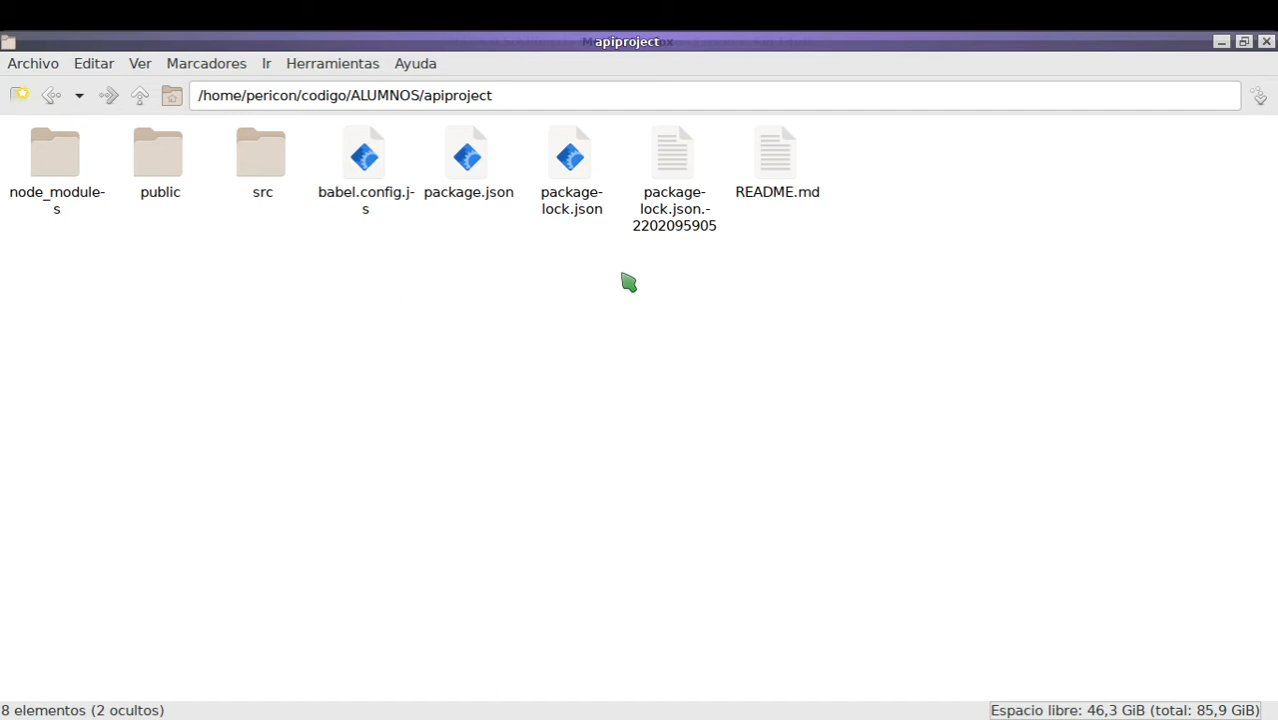 apiproject
Archivo Editar Ver Marcadores Ir Herramientas Ayuda
/home/pericon/codigo/ALUMNOS/apiproject
node_module-
s
public
src
babel.config.j-
s
package.json
package-
lock.json
package-
lock.json.-
2202095905
README.md
8 elementos (2 ocultos)
Espacio libre: 46,3 GiB (total: 85,9 GiB)